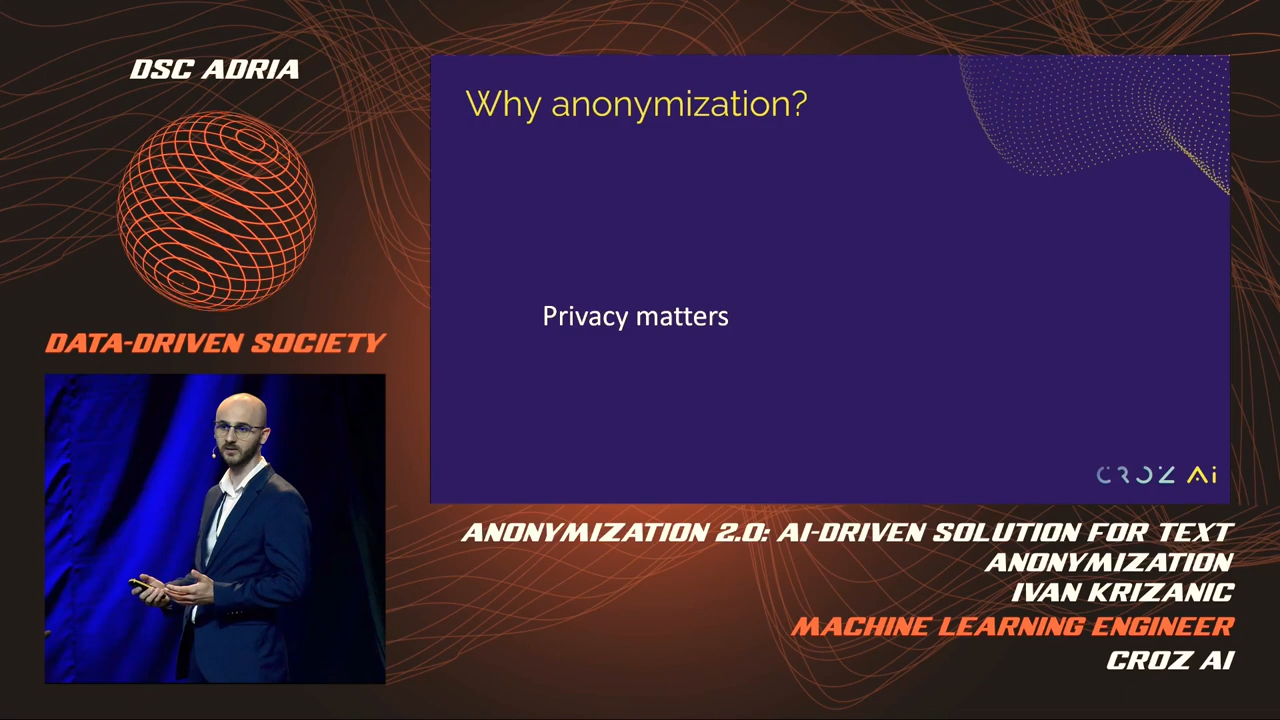 DSC ADRIA
DATA-DRIVEN SOCIETY
Why anonymization?
Privacy matters
CROZ Ai
ANONYMIZATION 2.0: AI-DRIVEN SOLUTION FOR TEXT
ANONYMIZATION
IVAN KRIZANIC
MACHINE LEARNING ENGINEER
CROZ AI